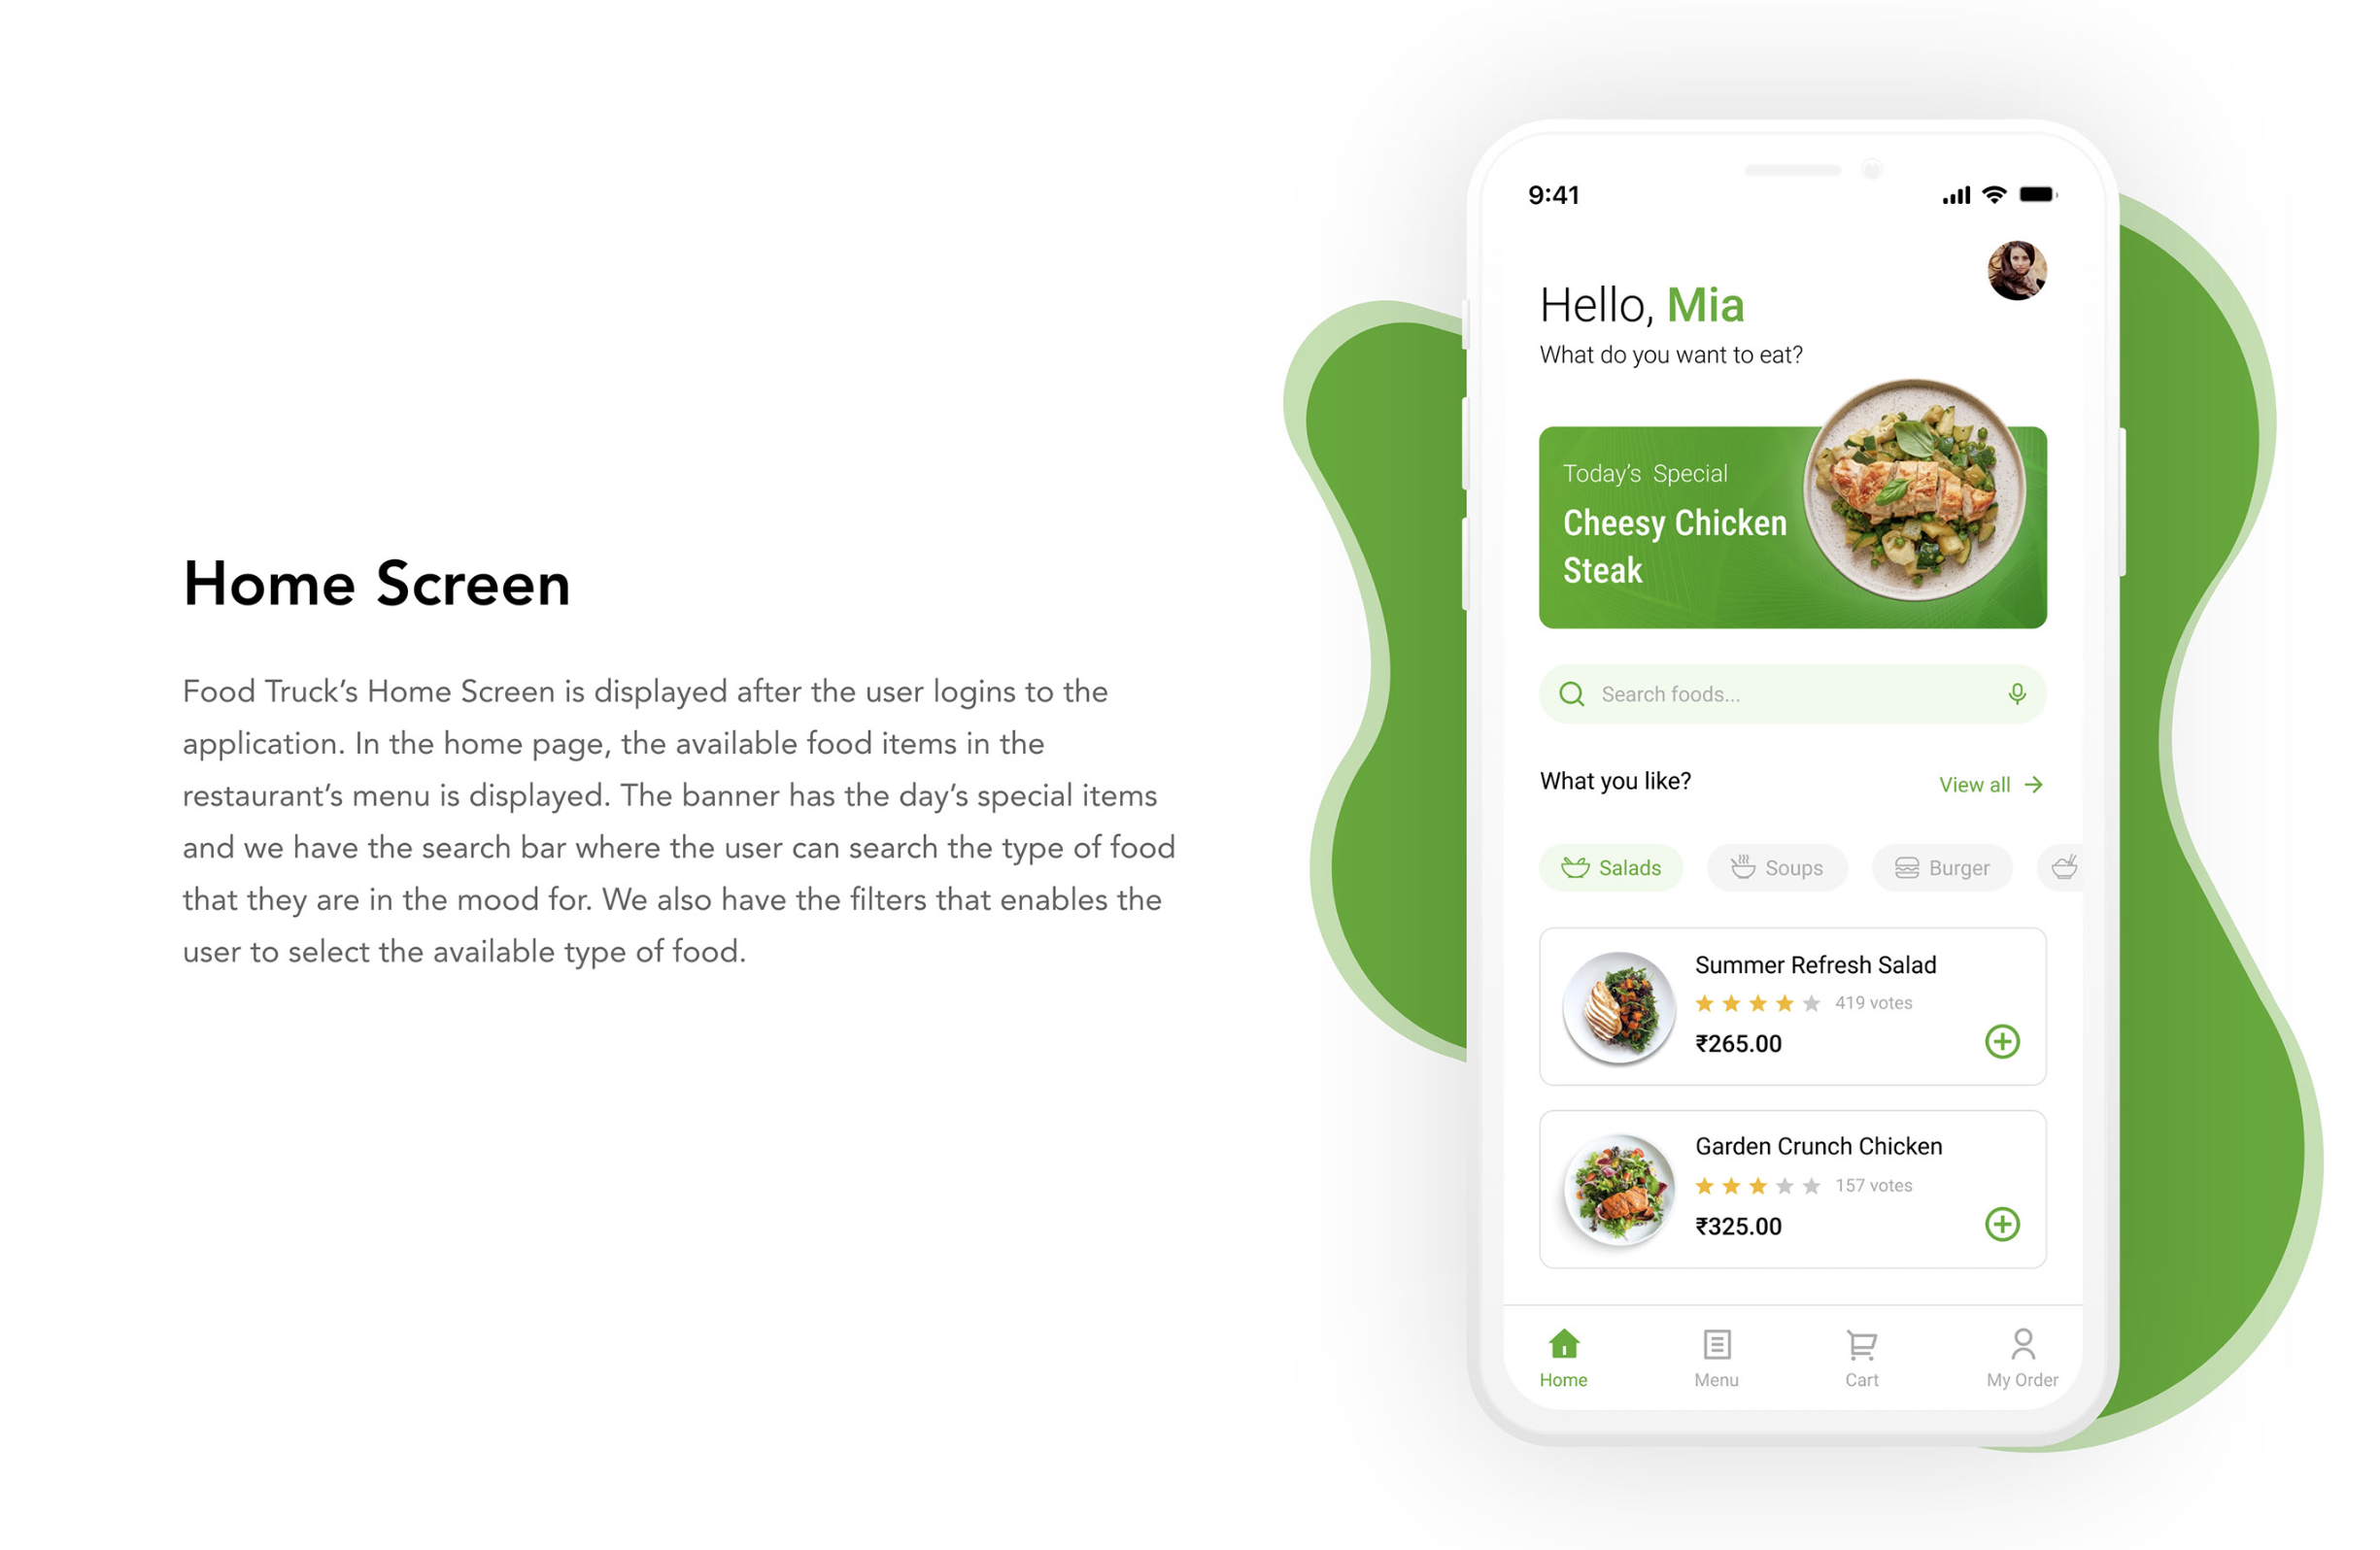 Home Screen
Food Truck’s Home Screen is displayed after the user logins to the
application. In the home page, the available food items in the
restaurant’s menu is displayed. The banner has the day’s special items
and we have the search bar where the user can search the type of food
that they are in the mood for. We also have the filters that enables the
user to select the available type of food.
9:41
Hello, Mia
What do you want to eat?
Today’s Special
Cheesy Chicken
Steak
Search foods...
What you like?
View all
Salads
Soups
Burger
Summer Refresh Salad
419 votes
₹265.00
Garden Crunch Chicken
157 votes
₹325.00
Home
Menu
Cart
My Order